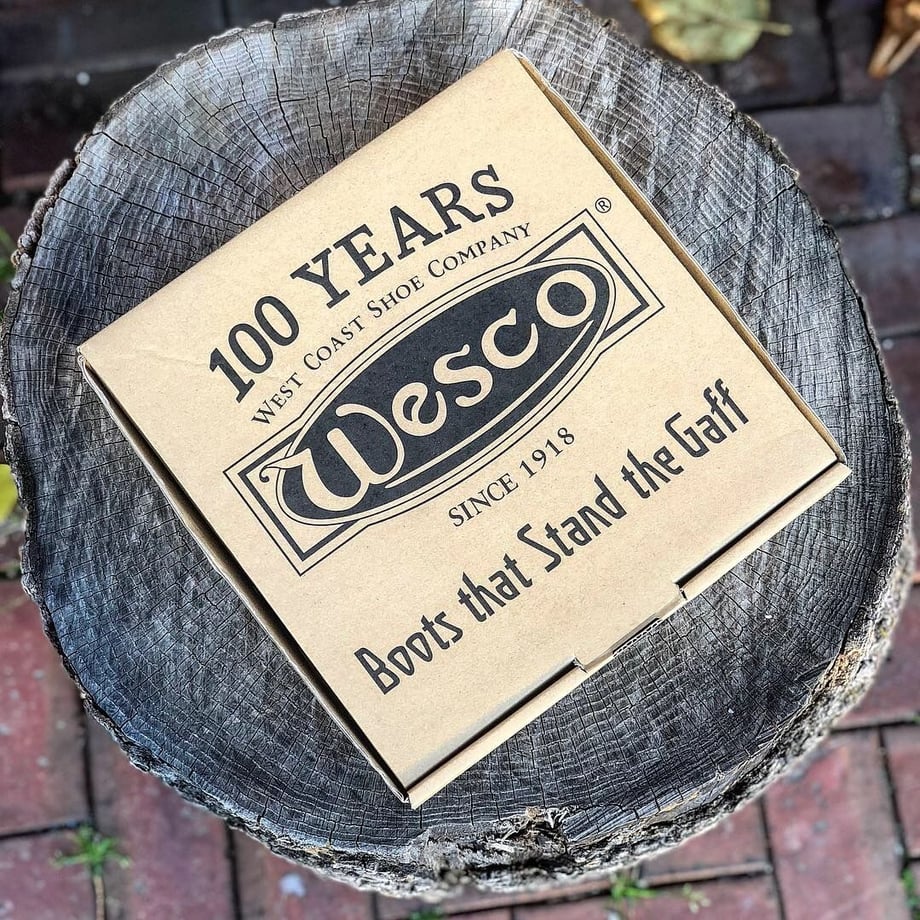 100 YEARS
WEST COAST SHOE COMPANY
Wesco®
SINCE 1918
Boots that Stand the Gaff